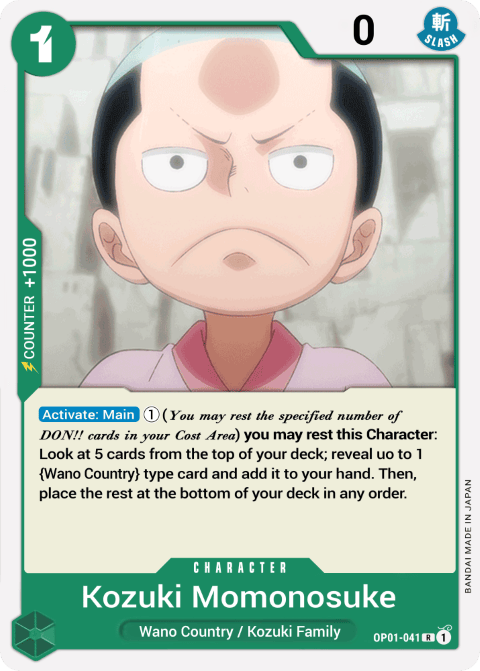 1
0
斬
SLASH
COUNTER +1000
Activate: Main ① (You may rest the specified number of
DON!! cards in your Cost Area) you may rest this Character:
Look at 5 cards from the top of your deck; reveal up to 1
{Wano Country} type card and add it to your hand. Then,
place the rest at the bottom of your deck in any order.
BANDAI MADE IN JAPAN
CHARACTER
Kozuki Momonosuke
Wano Country / Kozuki Family
OP01-041 R 1